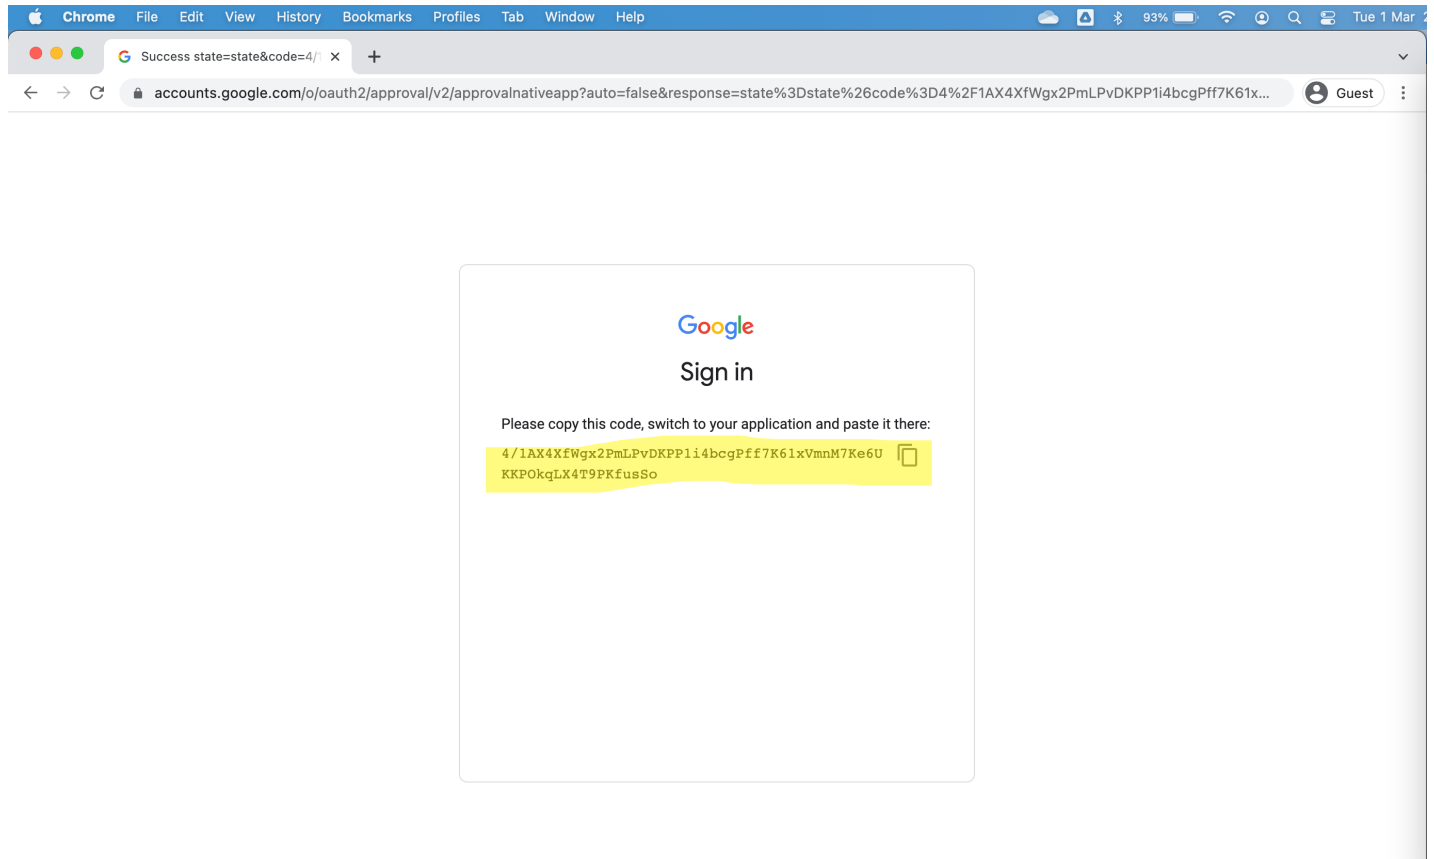 Chrome File Edit View History Bookmarks Profiles Tab Window Help 93% Tue 1 Mar
Success state=state&code=4/
accounts.google.com/o/oauth2/approval/v2/approvalnativeapp?auto=false&response=state%3Dstate%26code%3D4%2F1AX4XfWgx2PmLPvDKPP1i4bcgPff7K61x... Guest
Google
Sign in
Please copy this code, switch to your application and paste it there:
4/1AX4XfWgx2PmLPvDKPP1i4bcgPff7K61xVmnM7Ke6U
KKPOkqLX4T9PKfusSo